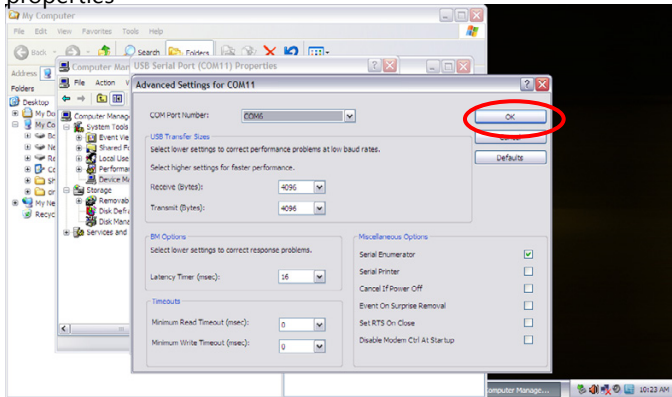 properties
My Computer
File Edit View Favorites Tools Help
Back Search Folders
Address
Computer Man
USB Serial Port (COM11) Properties
File Action V
Advanced Settings for COM11
Folders
Desktop
My Do
My Co
My Ne
Recyc
Computer Manag
System Tools
Event Vie
Shared Fo
Local Use
Performan
Device Ma
Storage
Removab
Disk Defra
Disk Mana
Services and
COM Port Number: COM6
OK
USB Transfer Sizes
Select lower settings to correct performance problems at low baud rates.
Defaults
Select higher settings for faster performance.
Receive (Bytes): 4096
Transmit (Bytes): 4096
BM Options
Select lower settings to correct response problems.
Latency Timer (msec): 16
Timeouts
Minimum Read Timeout (msec): 0
Minimum Write Timeout (msec): 0
Miscellaneous Options
Serial Enumerator
Serial Printer
Cancel If Power Off
Event On Surprise Removal
Set RTS On Close
Disable Modem Ctrl At Startup
omputer Manage...
10:23 AM